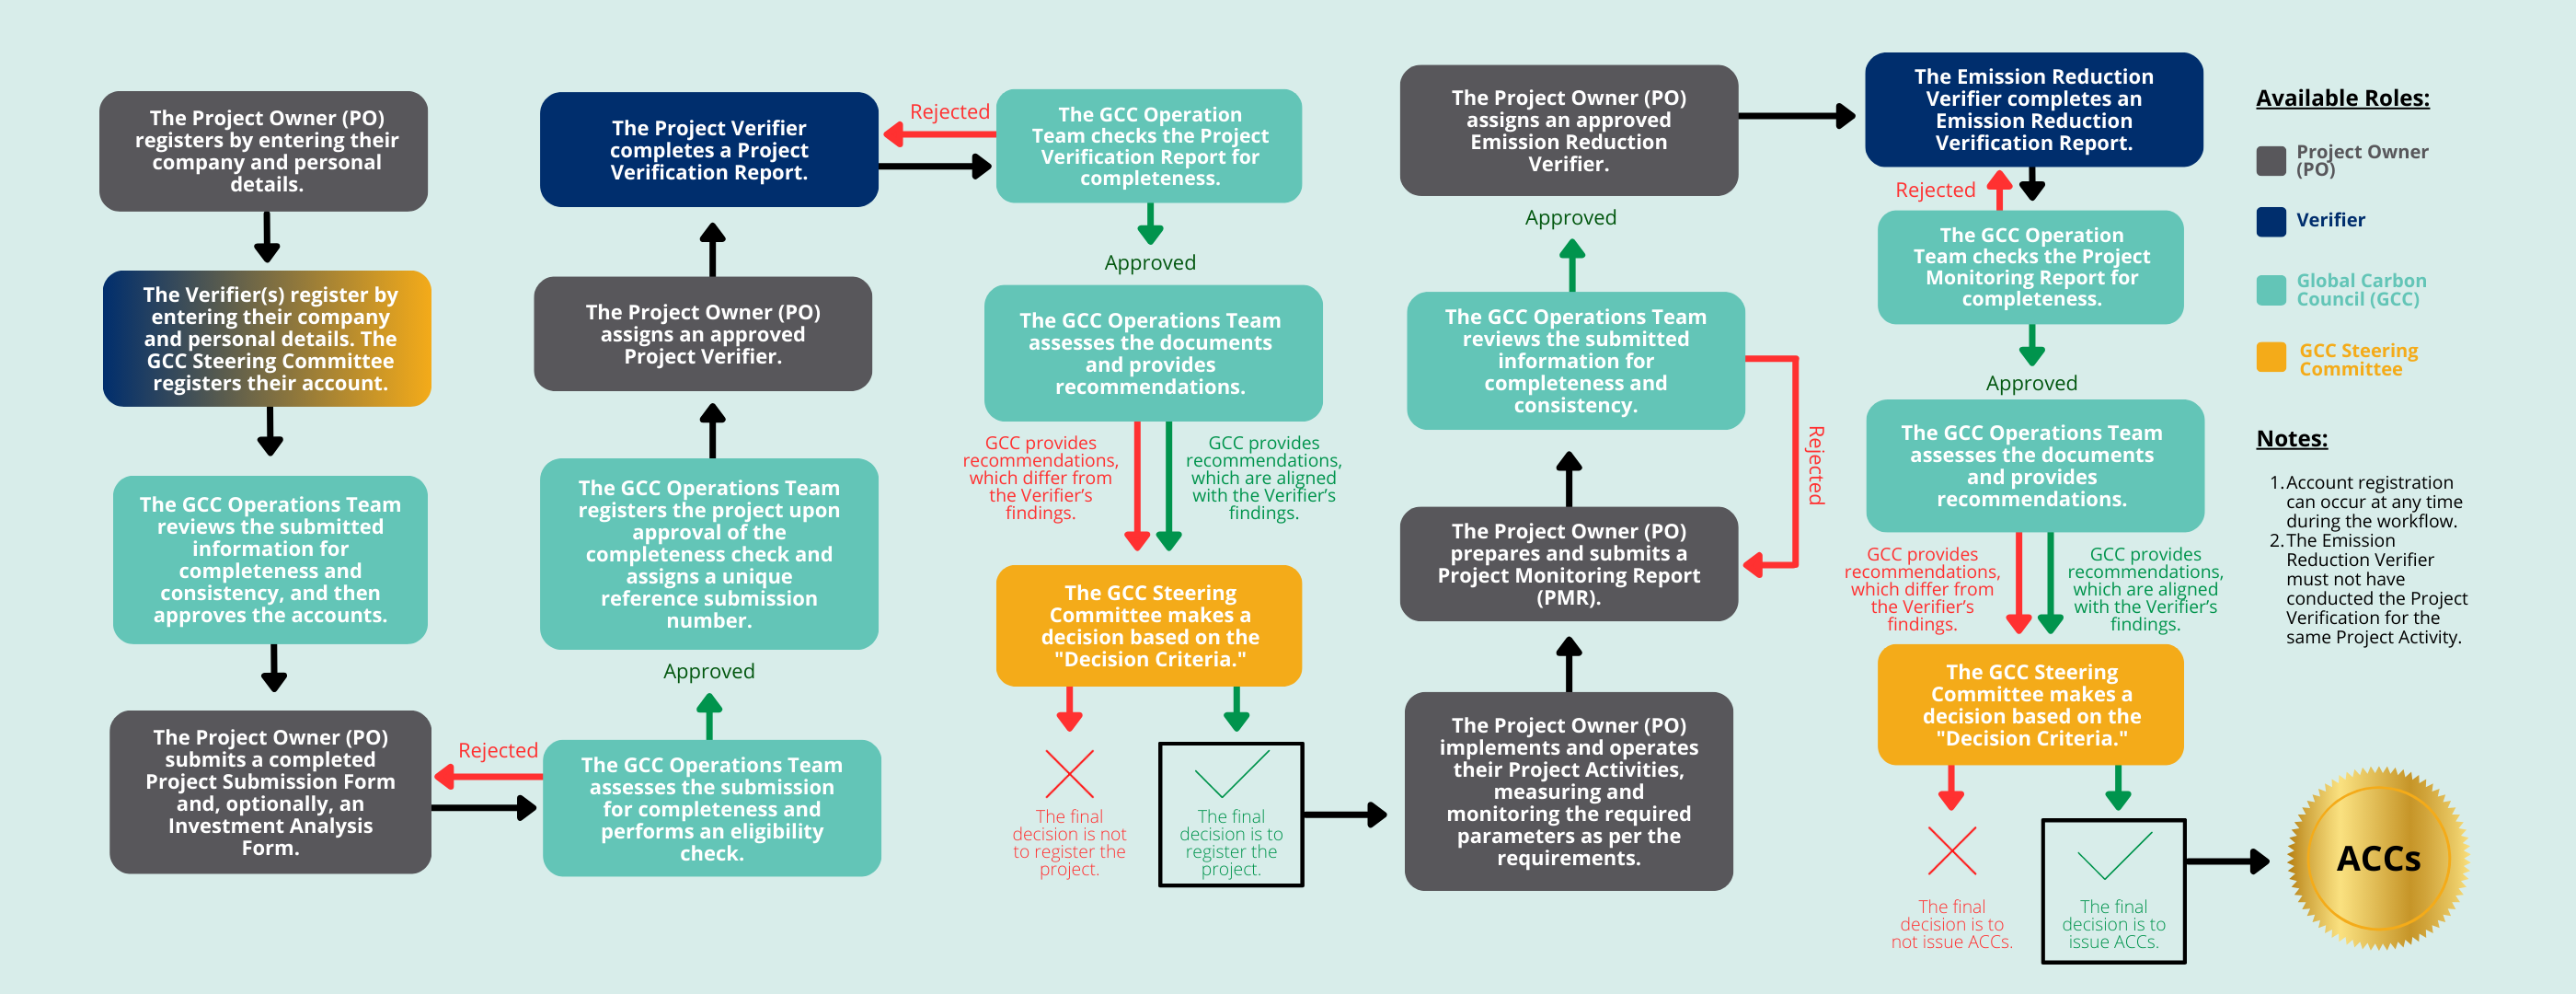 The Project Owner (PO)
registers by entering their
company and personal
details.
The Verifier(s) register by
entering their company
and personal details. The
GCC Steering Committee
registers their account.
The GCC Operations Team
reviews the submitted
information for
completeness and
consistency, and then
approves the accounts.
The Project Owner (PO)
submits a completed
Project Submission Form
and, optionally, an
Investment Analysis
Form.
Rejected
The GCC Operations Team
assesses the submission
for completeness and
performs an eligibility
check.
Approved
The GCC Operations Team
registers the project upon
approval of the
completeness check and
assigns a unique
reference submission
number.
The Project Owner (PO)
assigns an approved
Project Verifier.
The Project Verifier
completes a Project
Verification Report.
Rejected
The GCC Operation
Team checks the Project
Verification Report for
completeness.
Approved
The GCC Operations Team
assesses the documents
and provides
recommendations.
GCC provides
recommendations,
which differ from
the Verifier's
findings.
GCC provides
recommendations,
which are aligned
with the Verifier's
findings.
The GCC Steering
Committee makes a
decision based on the
"Decision Criteria."
The final
decision is not
to register the
project.
The final
decision is to
register the
project.
The Project Owner (PO)
implements and operates
their Project Activities,
measuring and
monitoring the required
parameters as per the
requirements.
The Project Owner (PO)
prepares and submits a
Project Monitoring Report
(PMR).
Rejected
The GCC Operations Team
reviews the submitted
information for
completeness and
consistency.
Approved
The Project Owner (PO)
assigns an approved
Emission Reduction
Verifier.
The Emission Reduction
Verifier completes an
Emission Reduction
Verification Report.
Rejected
The GCC Operation
Team checks the Project
Monitoring Report for
completeness.
Approved
The GCC Operations Team
assesses the documents
and provides
recommendations.
GCC provides
recommendations,
which differ from
the Verifier's
findings.
GCC provides
recommendations,
which are aligned
with the Verifier's
findings.
The GCC Steering
Committee makes a
decision based on the
"Decision Criteria."
The final
decision is to
not issue ACCs.
The final
decision is to
issue ACCs.
ACCs
Available Roles:
Project Owner
(PO)
Verifier
Global Carbon
Council (GCC)
GCC Steering
Committee
Notes:
1. Account registration
can occur at any time
during the workflow.
2. The Emission
Reduction Verifier
must not have
conducted the Project
Verification for the
same Project Activity.